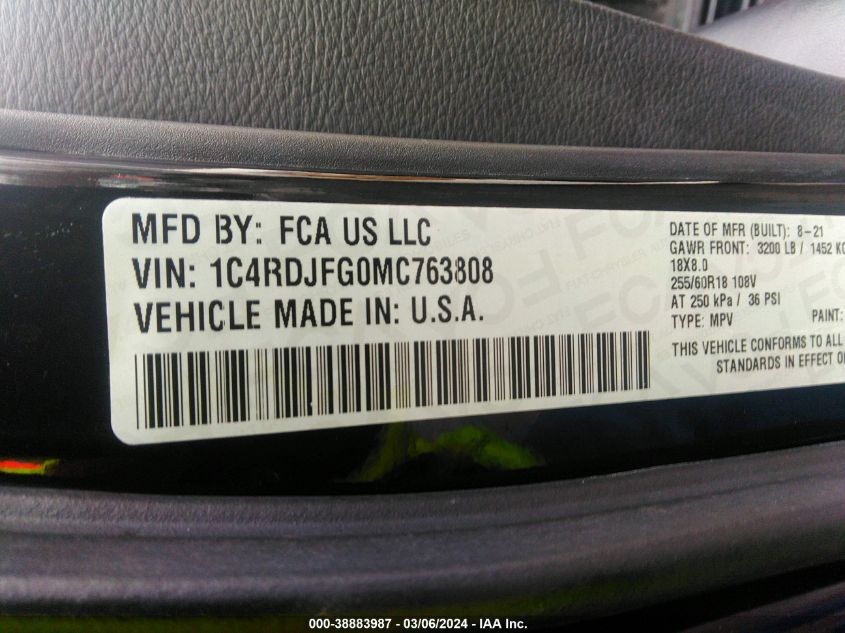 MFD BY: FCA US LLC
VIN: 1C4RDJFG0MC763808
VEHICLE MADE IN: U.S.A.
DATE OF MFR (BUILT): 8-21
GAWR FRONT: 3200 LB / 1452 KG
18X8.0
255/60R18 108V
AT 250 kPa / 36 PSI
TYPE: MPV PAINT:
THIS VEHICLE CONFORMS TO ALL
STANDARDS IN EFFECT
000-38883987 - 03/06/2024 - IAA Inc.